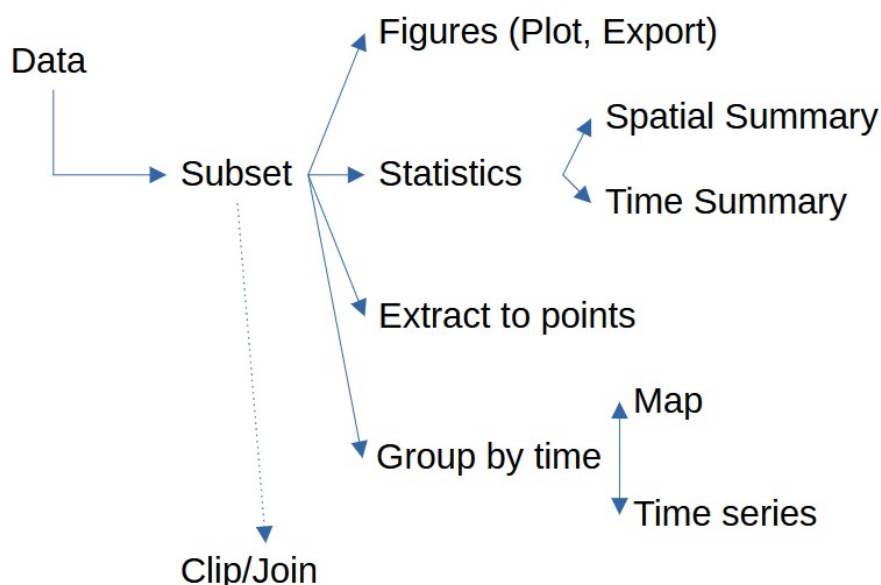 Data
Subset
Figures (Plot, Export)
Statistics
Spatial Summary
Time Summary
Extract to points
Group by time
Map
Time series
Clip/Join